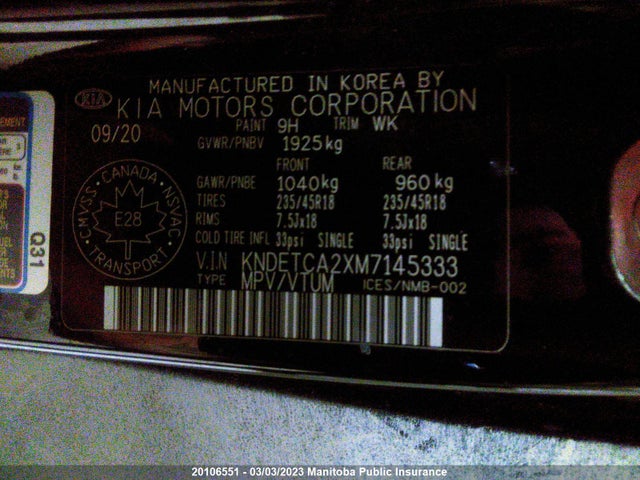 MANUFACTURED IN KOREA BY
KIA KIA MOTORS CORPORATION
09/20 PAINT 9H TRIM WK
GVWR/PNBV 1925kg
FRONT REAR
GAWR/PNBE 1040kg 960 kg
TIRES 235/45R18 235/45R18
RIMS 7.5Jx18 7.5Jx18
COLD TIRE INFL 33psi SINGLE 33psi SINGLE
V.I.N KNDETCA2XM7145333
TYPE MPV/VTUM ICES/NMB-002
CMVSS · CANADA · NSVAC
E28
TRANSPORT
Q31
20106551 - 03/03/2023 Manitoba Public Insurance